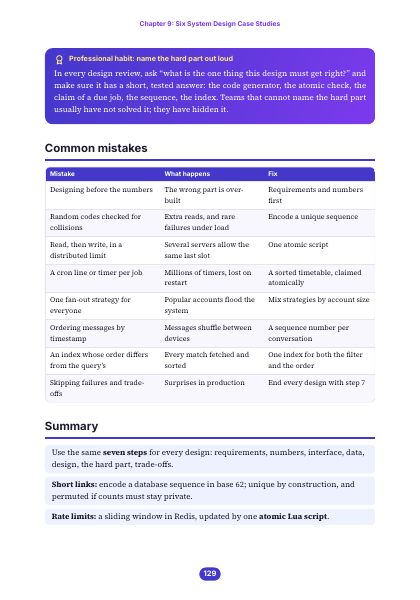 Chapter 9: Six System Design Case Studies
Professional habit: name the hard part out loud
In every design review, ask “what is the one thing this design must get right?” and
make sure it has a short, tested answer: the code generator, the atomic check, the
claim of a due job, the sequence, the index. Teams that cannot name the hard part
usually have not solved it; they have hidden it.
Common mistakes
Mistake What happens Fix
Designing before the numbers The wrong part is over- Requirements and numbers
built first
Random codes checked for Extra reads, and rare Encode a unique sequence
collisions failures under load
Read, then write, in a Several servers allow the One atomic script
distributed limit same last slot
A cron line or timer per job Millions of timers, lost on A sorted timetable, claimed
restart atomically
One fan-out strategy for Popular accounts flood the Mix strategies by account size
everyone system
Ordering messages by Messages shuffle between A sequence number per
timestamp devices conversation
An index whose order differs Every match fetched and One index for both the filter
from the query’s sorted and the order
Skipping failures and trade- Surprises in production End every design with step 7
offs
Summary
Use the same seven steps for every design: requirements, numbers, interface, data,
design, the hard part, trade-offs.
Short links: encode a database sequence in base 62; unique by construction, and
permuted if counts must stay private.
Rate limits: a sliding window in Redis, updated by one atomic Lua script.
129